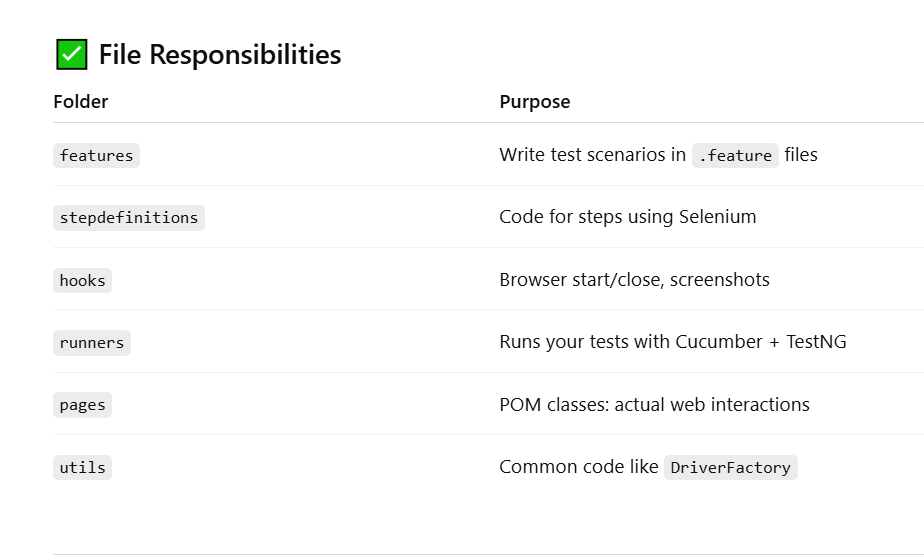 ✅ File Responsibilities
Folder Purpose
features Write test scenarios in .feature files
stepdefinitions Code for steps using Selenium
hooks Browser start/close, screenshots
runners Runs your tests with Cucumber + TestNG
pages POM classes: actual web interactions
utils Common code like DriverFactory